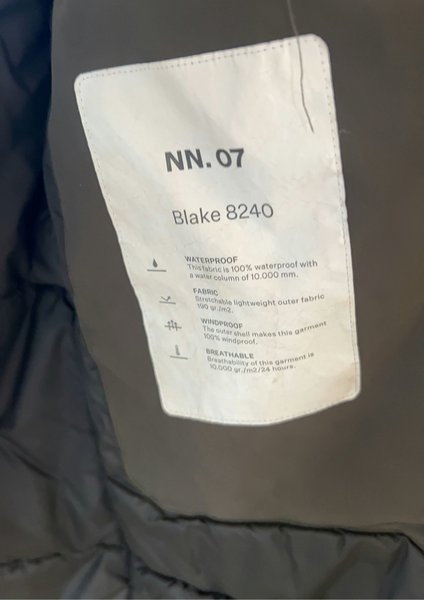 NN.07
Blake 8240
WATERPROOF
This fabric is 100% waterproof with
a water column of 10.000 mm.
FABRIC
Stretchable lightweight outer fabric
190 gr./m2.
WINDPROOF
The outer shell makes this garment
100% windproof.
BREATHABLE
Breathability of this garment is
10.000 gr./m2/24 hours.